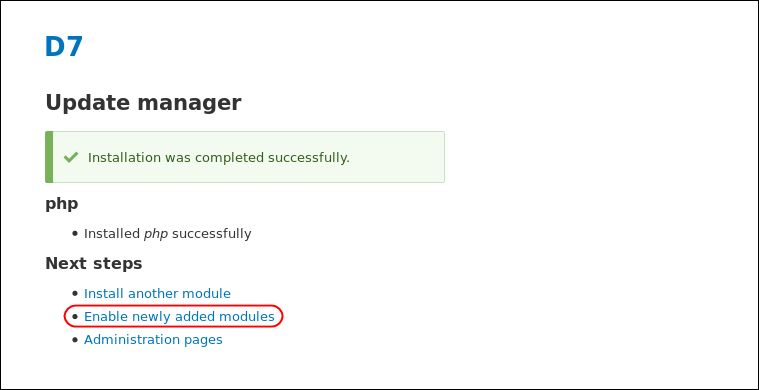 D7
Update manager
Installation was completed successfully.
php
Installed php successfully
Next steps
Install another module
Enable newly added modules
Administration pages